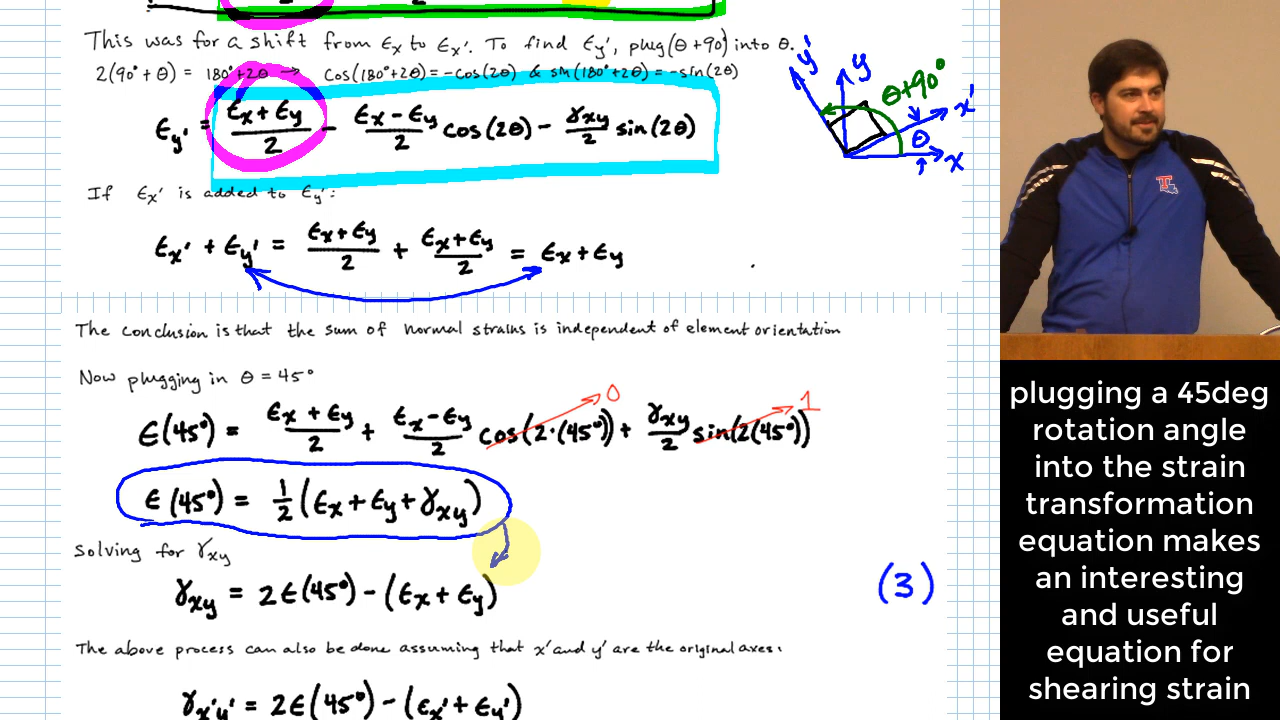 This was for a shift from ϵx to ϵx'. To find ϵy', plug (θ+90°) into θ.
2(90°+θ) = 180°+2θ → cos(180°+2θ) = -cos(2θ) & sin(180°+2θ) = -sin(2θ)
ϵy' = (ϵx+ϵy)/2 - (ϵx-ϵy)/2 cos(2θ) - γxy/2 sin(2θ)
y' y θ+90° x' θ x
If ϵx' is added to ϵy':
ϵx' + ϵy' = (ϵx+ϵy)/2 + (ϵx+ϵy)/2 = ϵx+ϵy
The conclusion is that the sum of normal strains is independent of element orientation
Now plugging in θ = 45°
0 1
ϵ(45°) = (ϵx+ϵy)/2 + (ϵx-ϵy)/2 cos(2·(45°)) + γxy/2 sin(2(45°))
ϵ(45°) = 1/2 (ϵx+ϵy+γxy)
Solving for γxy
γxy = 2ϵ(45°) - (ϵx+ϵy) (3)
The above process can also be done assuming that x' and y' are the original axes:
γx'y' = 2ϵ(45°) - (ϵx'+ϵy')
plugging a 45deg
rotation angle
into the strain
transformation
equation makes
an interesting
and useful
equation for
shearing strain